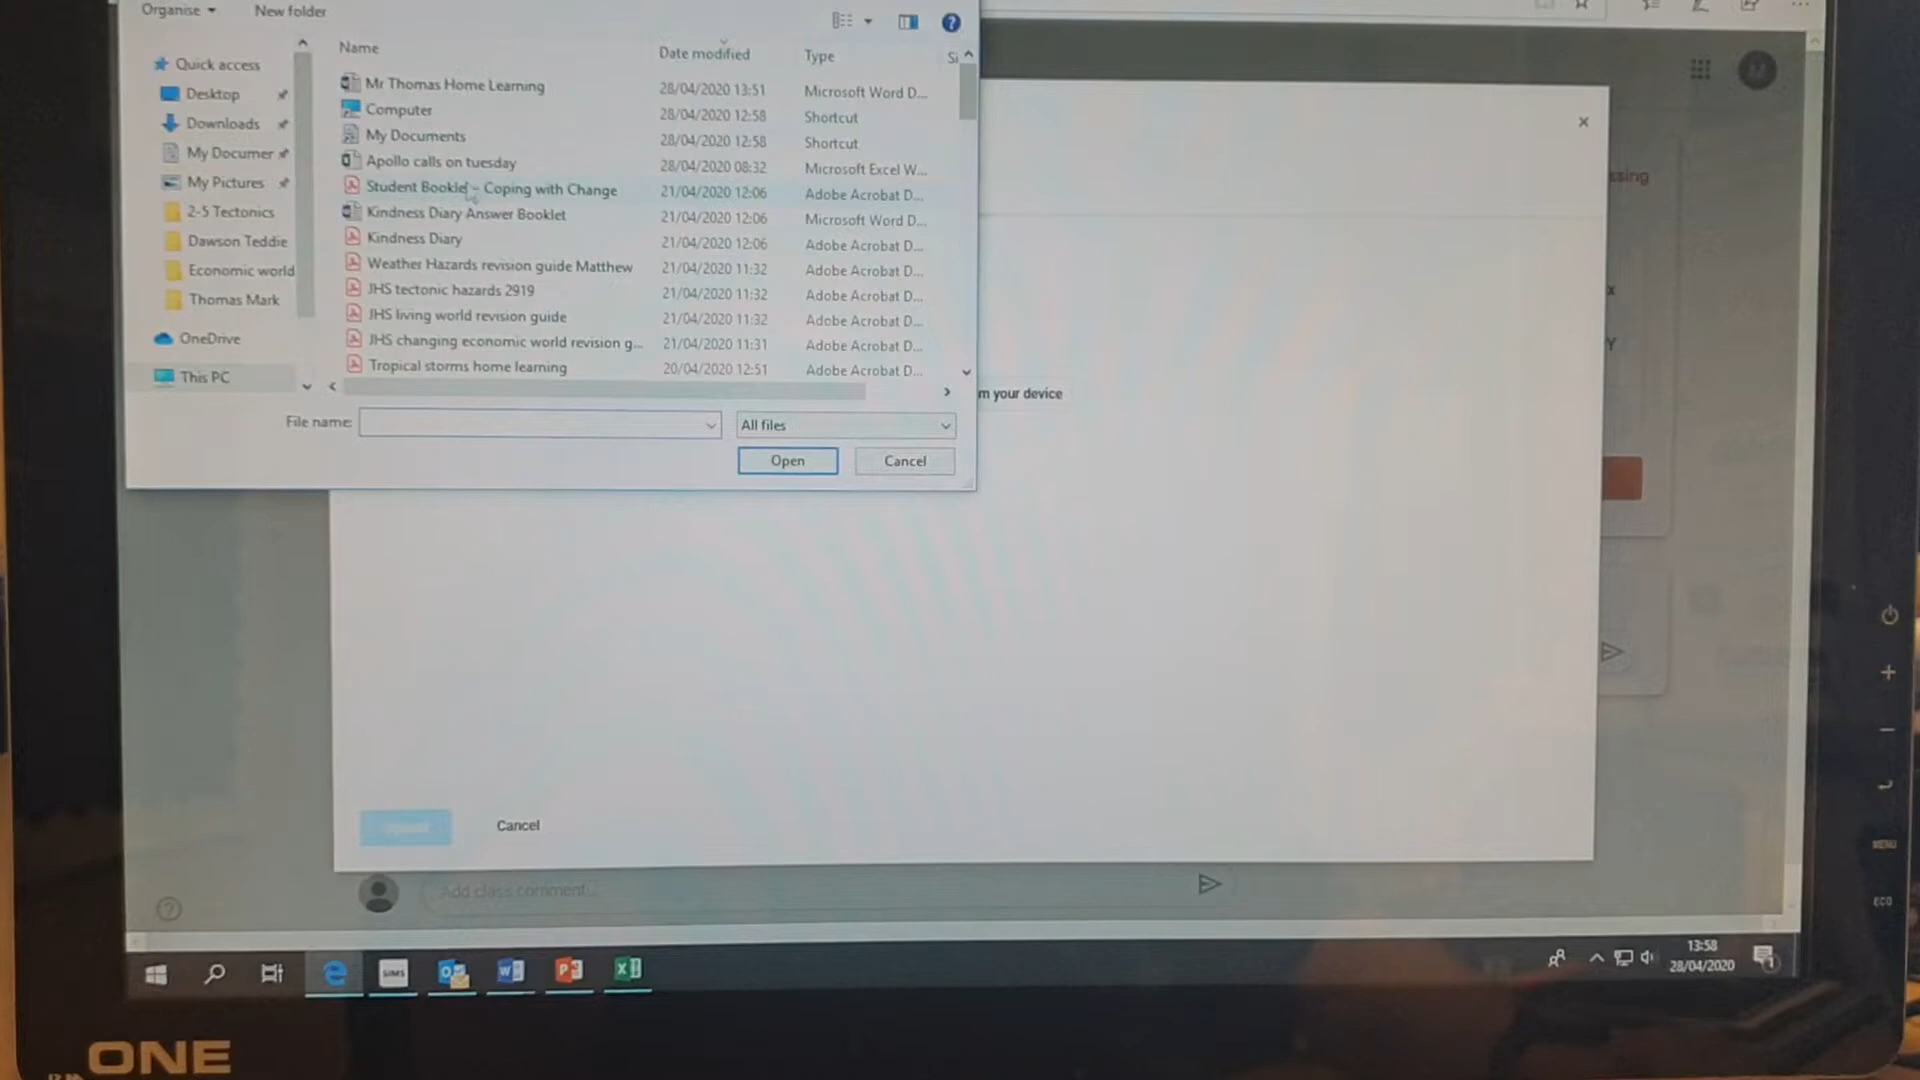 Organise New folder
Name Date modified Type Si
Quick access
Desktop
Downloads
My Documer
My Pictures
2-5 Tectonics
Dawson Teddie
Economic world
Thomas Mark
OneDrive
This PC
Mr Thomas Home Learning 28/04/2020 13:51 Microsoft Word D...
Computer 28/04/2020 12:58 Shortcut
My Documents 28/04/2020 12:58 Shortcut
Apollo calls on tuesday 28/04/2020 08:32 Microsoft Excel W...
Student Booklet - Coping with Change 21/04/2020 12:06 Adobe Acrobat D...
Kindness Diary Answer Booklet 21/04/2020 12:06 Microsoft Word D...
Kindness Diary 21/04/2020 12:06 Adobe Acrobat D...
Weather Hazards revision guide Matthew 21/04/2020 11:32 Adobe Acrobat D...
JHS tectonic hazards 2919 21/04/2020 11:32 Adobe Acrobat D...
JHS living world revision guide 21/04/2020 11:32 Adobe Acrobat D...
JHS changing economic world revision g... 21/04/2020 11:31 Adobe Acrobat D...
Tropical storms home learning 20/04/2020 12:51 Adobe Acrobat D...
File name: All files
Open Cancel
ssing
x
Y
m your device
Cancel
Add class comment...
SIMS
13:58
28/04/2020
MENU
ECO
ONE